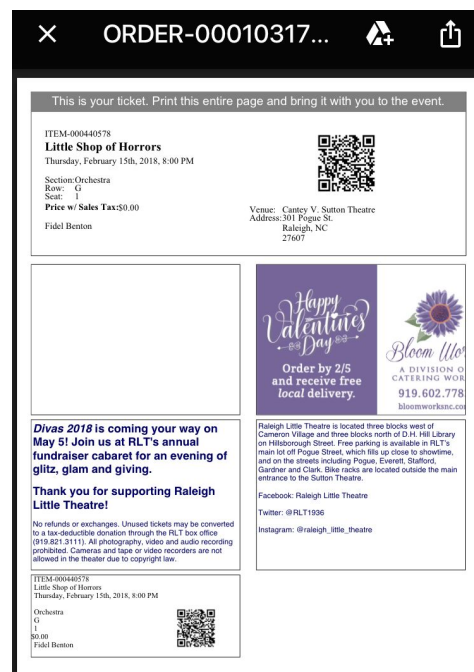 ORDER-00010317...
This is your ticket. Print this entire page and bring it with you to the event.
ITEM-000440578
Little Shop of Horrors
Thursday, February 15th, 2018, 8:00 PM
Section:Orchestra
Row: G
Seat: 1
Price w/ Sales Tax:$0.00
Fidel Benton
Venue: Cantey V. Sutton Theatre
Address:301 Pogue St.
Raleigh, NC
27607
Happy
Valentine's
Day
Order by 2/5
and receive free
local delivery.
Bloom
A DIVISION O
CATERING WOR
919.602.778
bloomworksnc.co
Divas 2018 is coming your way on
May 5! Join us at RLT's annual
fundraiser cabaret for an evening of
glitz, glam and giving.
Thank you for supporting Raleigh
Little Theatre!
No refunds or exchanges. Unused tickets may be converted
to a tax-deductible donation through the RLT box office
(919.821.3111). All photography, video and audio recording
prohibited. Cameras and tape or video recorders are not
allowed in the theater due to copyright law.
Raleigh Little Theatre is located three blocks west of
Cameron Village and three blocks north of D.H. Hill Library
on Hillsborough Street. Free parking is available in RLT's
main lot off Pogue Street, which fills up close to showtime,
and on the streets including Pogue, Everett, Stafford,
Gardner and Clark. Bike racks are located outside the main
entrance to the Sutton Theatre.
Facebook: Raleigh Little Theatre
Twitter: @RLT1936
Instagram: @raleigh_little_theatre
ITEM-000440578
Little Shop of Horrors
Thursday, February 15th, 2018, 8:00 PM
Orchestra
G
1
$0.00
Fidel Benton